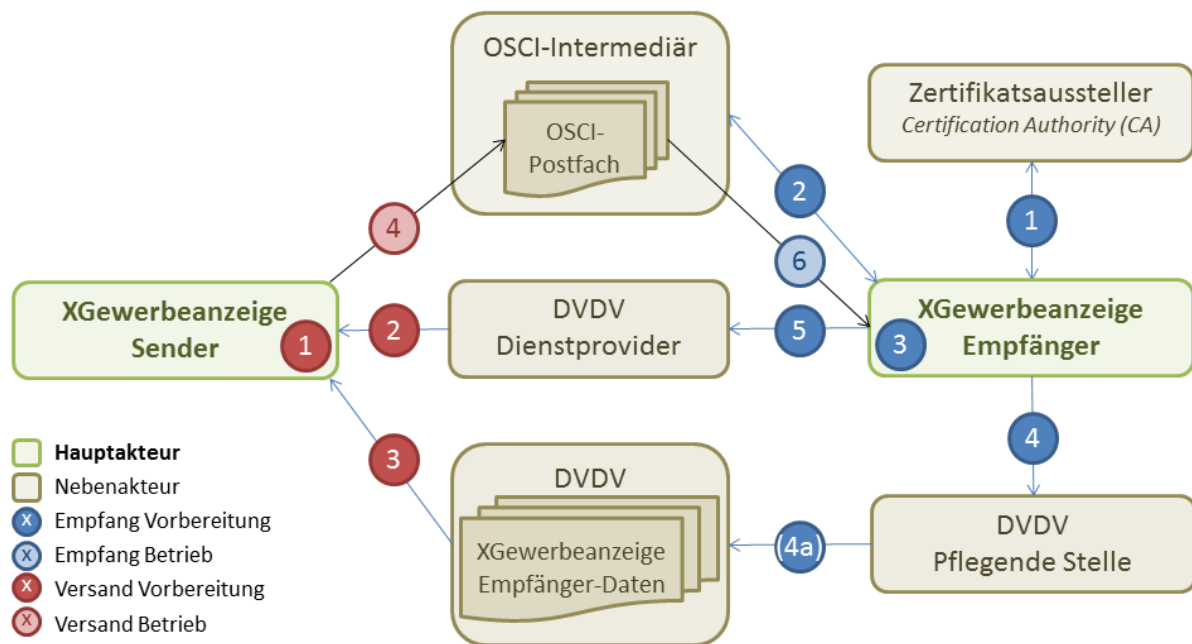 OSCI-Intermediär
OSCI-
Postfach
Zertifikatsaussteller
Certification Authority (CA)
4
2
1
6
XGewerbeanzeige
Sender
1
2
DVDV
Dienstprovider
5
XGewerbeanzeige
Empfänger
3
4
3
DVDV
XGewerbeanzeige
Empfänger-Daten
(4a)
DVDV
Pflegende Stelle
Hauptakteur
Nebenakteur
X Empfang Vorbereitung
X Empfang Betrieb
X Versand Vorbereitung
X Versand Betrieb